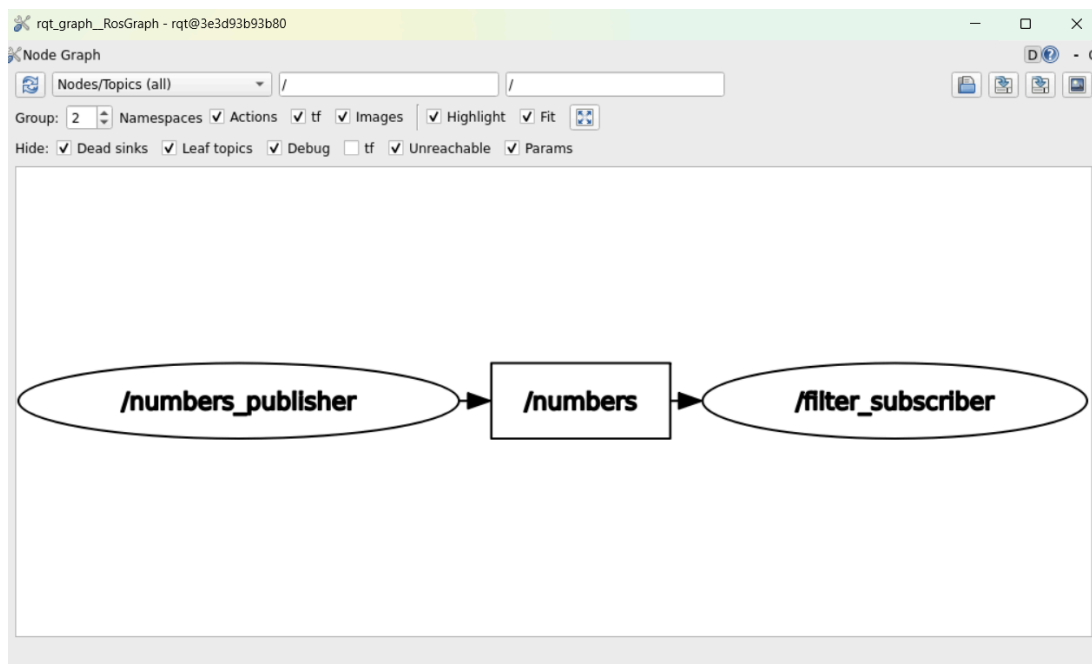 rqt_graph__RosGraph - rqt@3e3d93b93b80
Node Graph D
Nodes/Topics (all) / /
Group: 2 Namespaces Actions tf Images Highlight Fit
Hide: Dead sinks Leaf topics Debug tf Unreachable Params
/numbers_publisher /numbers /filter_subscriber